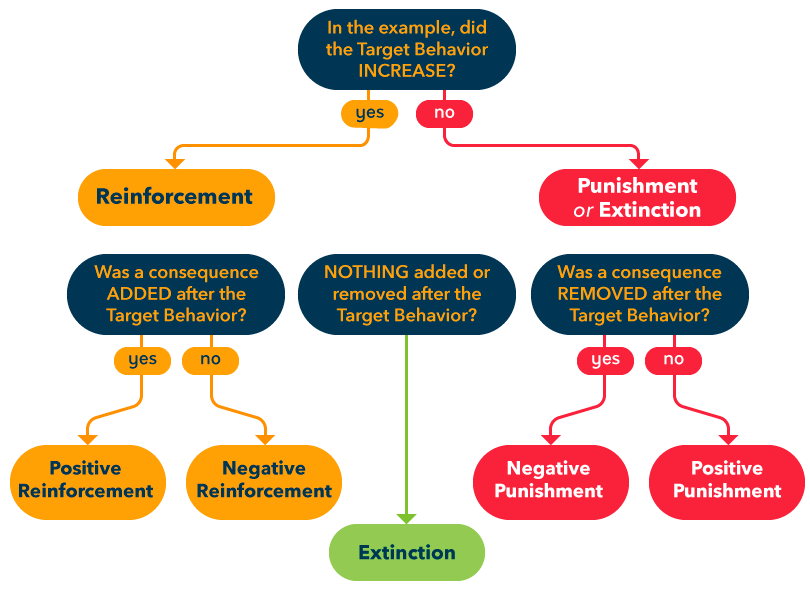 In the example, did
the Target Behavior
INCREASE?
yes
no
Reinforcement
Punishment
or Extinction
Was a consequence
ADDED after the
Target Behavior?
NOTHING added or
removed after the
Target Behavior?
Was a consequence
REMOVED after the
Target Behavior?
yes
no
yes
no
Positive
Reinforcement
Negative
Reinforcement
Negative
Punishment
Positive
Punishment
Extinction